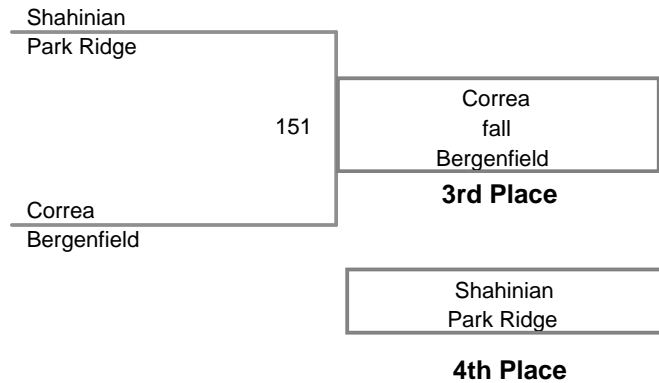 Shahinian
Park Ridge
151
Correa
fall
Bergenfield
3rd Place
Correa
Bergenfield
Shahinian
Park Ridge
4th Place